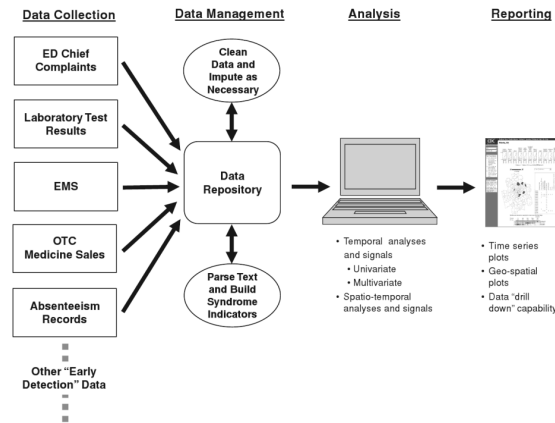 Data Collection
Data Management
Analysis
Reporting
ED Chief
Complaints
Laboratory Test
Results
EMS
OTC
Medicine Sales
Absenteeism
Records
Other “Early
Detection” Data
Clean
Data and
Impute as
Necessary
Data
Repository
Parse Text
and Build
Syndrome
Indicators
• Temporal analyses
and signals
• Univariate
• Multivariate
• Spatio-temporal
analyses and signals
• Time series
plots
• Geo-spatial
plots
• Data “drill
down” capability